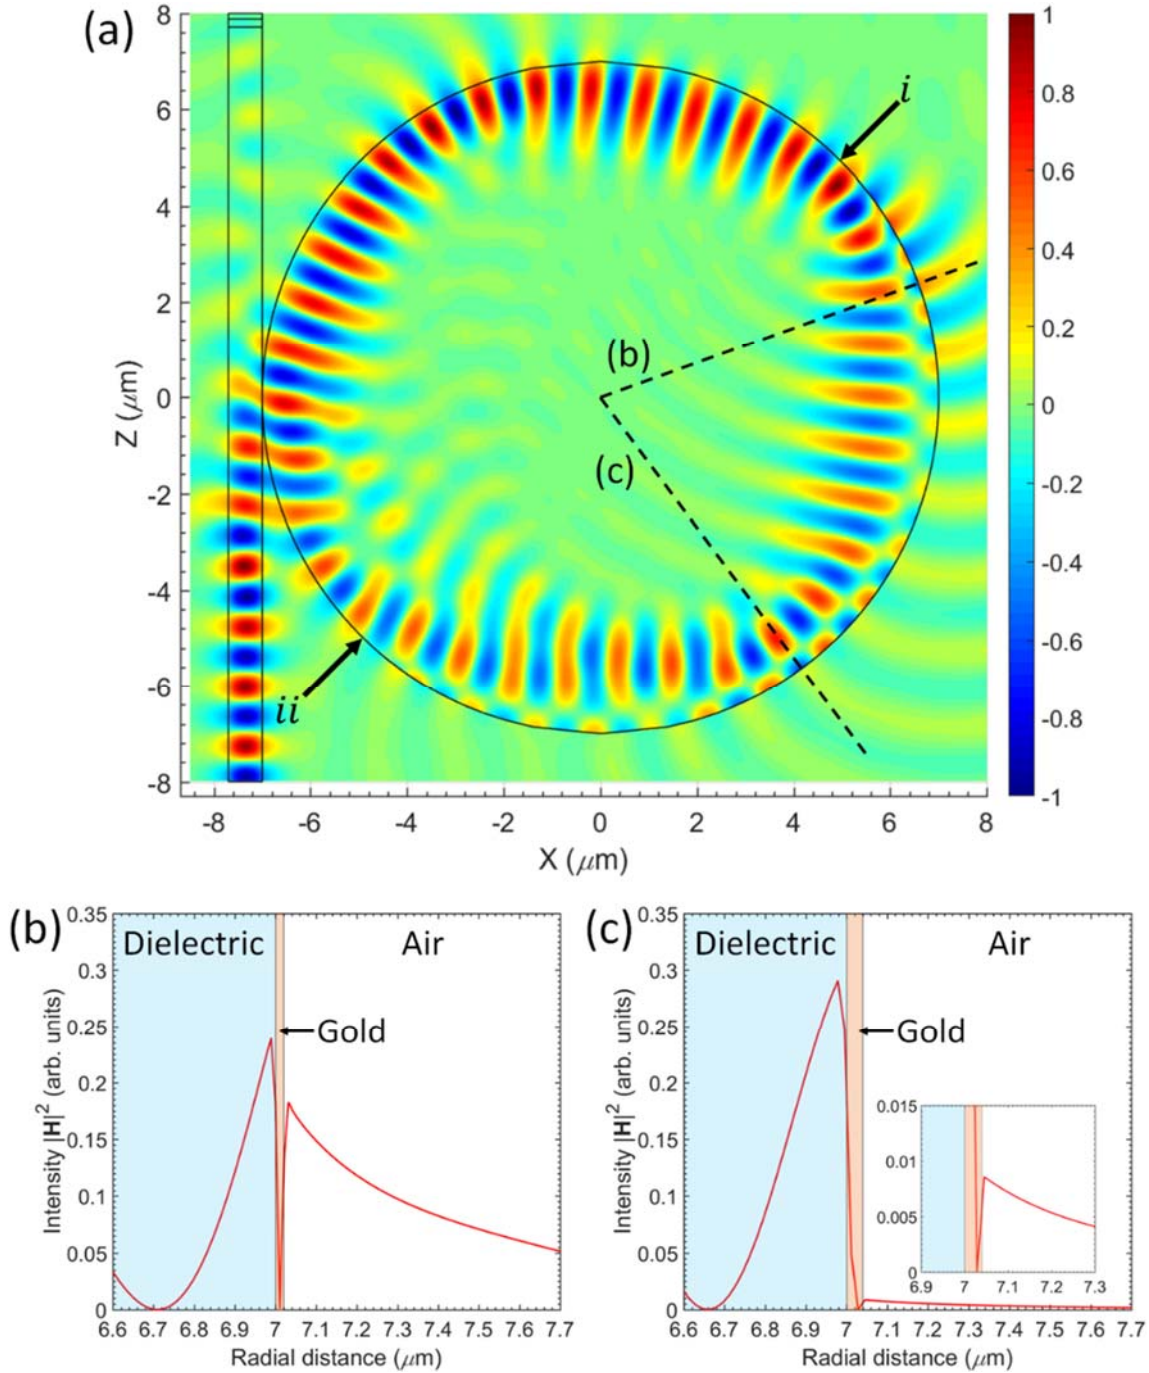 (a)
i
(b)
(c)
ii
Z (μm)
8
6
4
2
0
-2
-4
-6
-8
-8 -6 -4 -2 0 2 4 6 8
X (μm)
1
0.8
0.6
0.4
0.2
0
-0.2
-0.4
-0.6
-0.8
-1
(b)
Intensity |H|² (arb. units)
0.35
0.3
0.25
0.2
0.15
0.1
0.05
0
Dielectric
Air
Gold
6.6 6.7 6.8 6.9 7 7.1 7.2 7.3 7.4 7.5 7.6 7.7
Radial distance (μm)
(c)
Intensity |H|² (arb. units)
0.35
0.3
0.25
0.2
0.15
0.1
0.05
0
Dielectric
Air
Gold
0.015
0.01
0.005
0
6.9 7 7.1 7.2 7.3
6.6 6.7 6.8 6.9 7 7.1 7.2 7.3 7.4 7.5 7.6 7.7
Radial distance (μm)